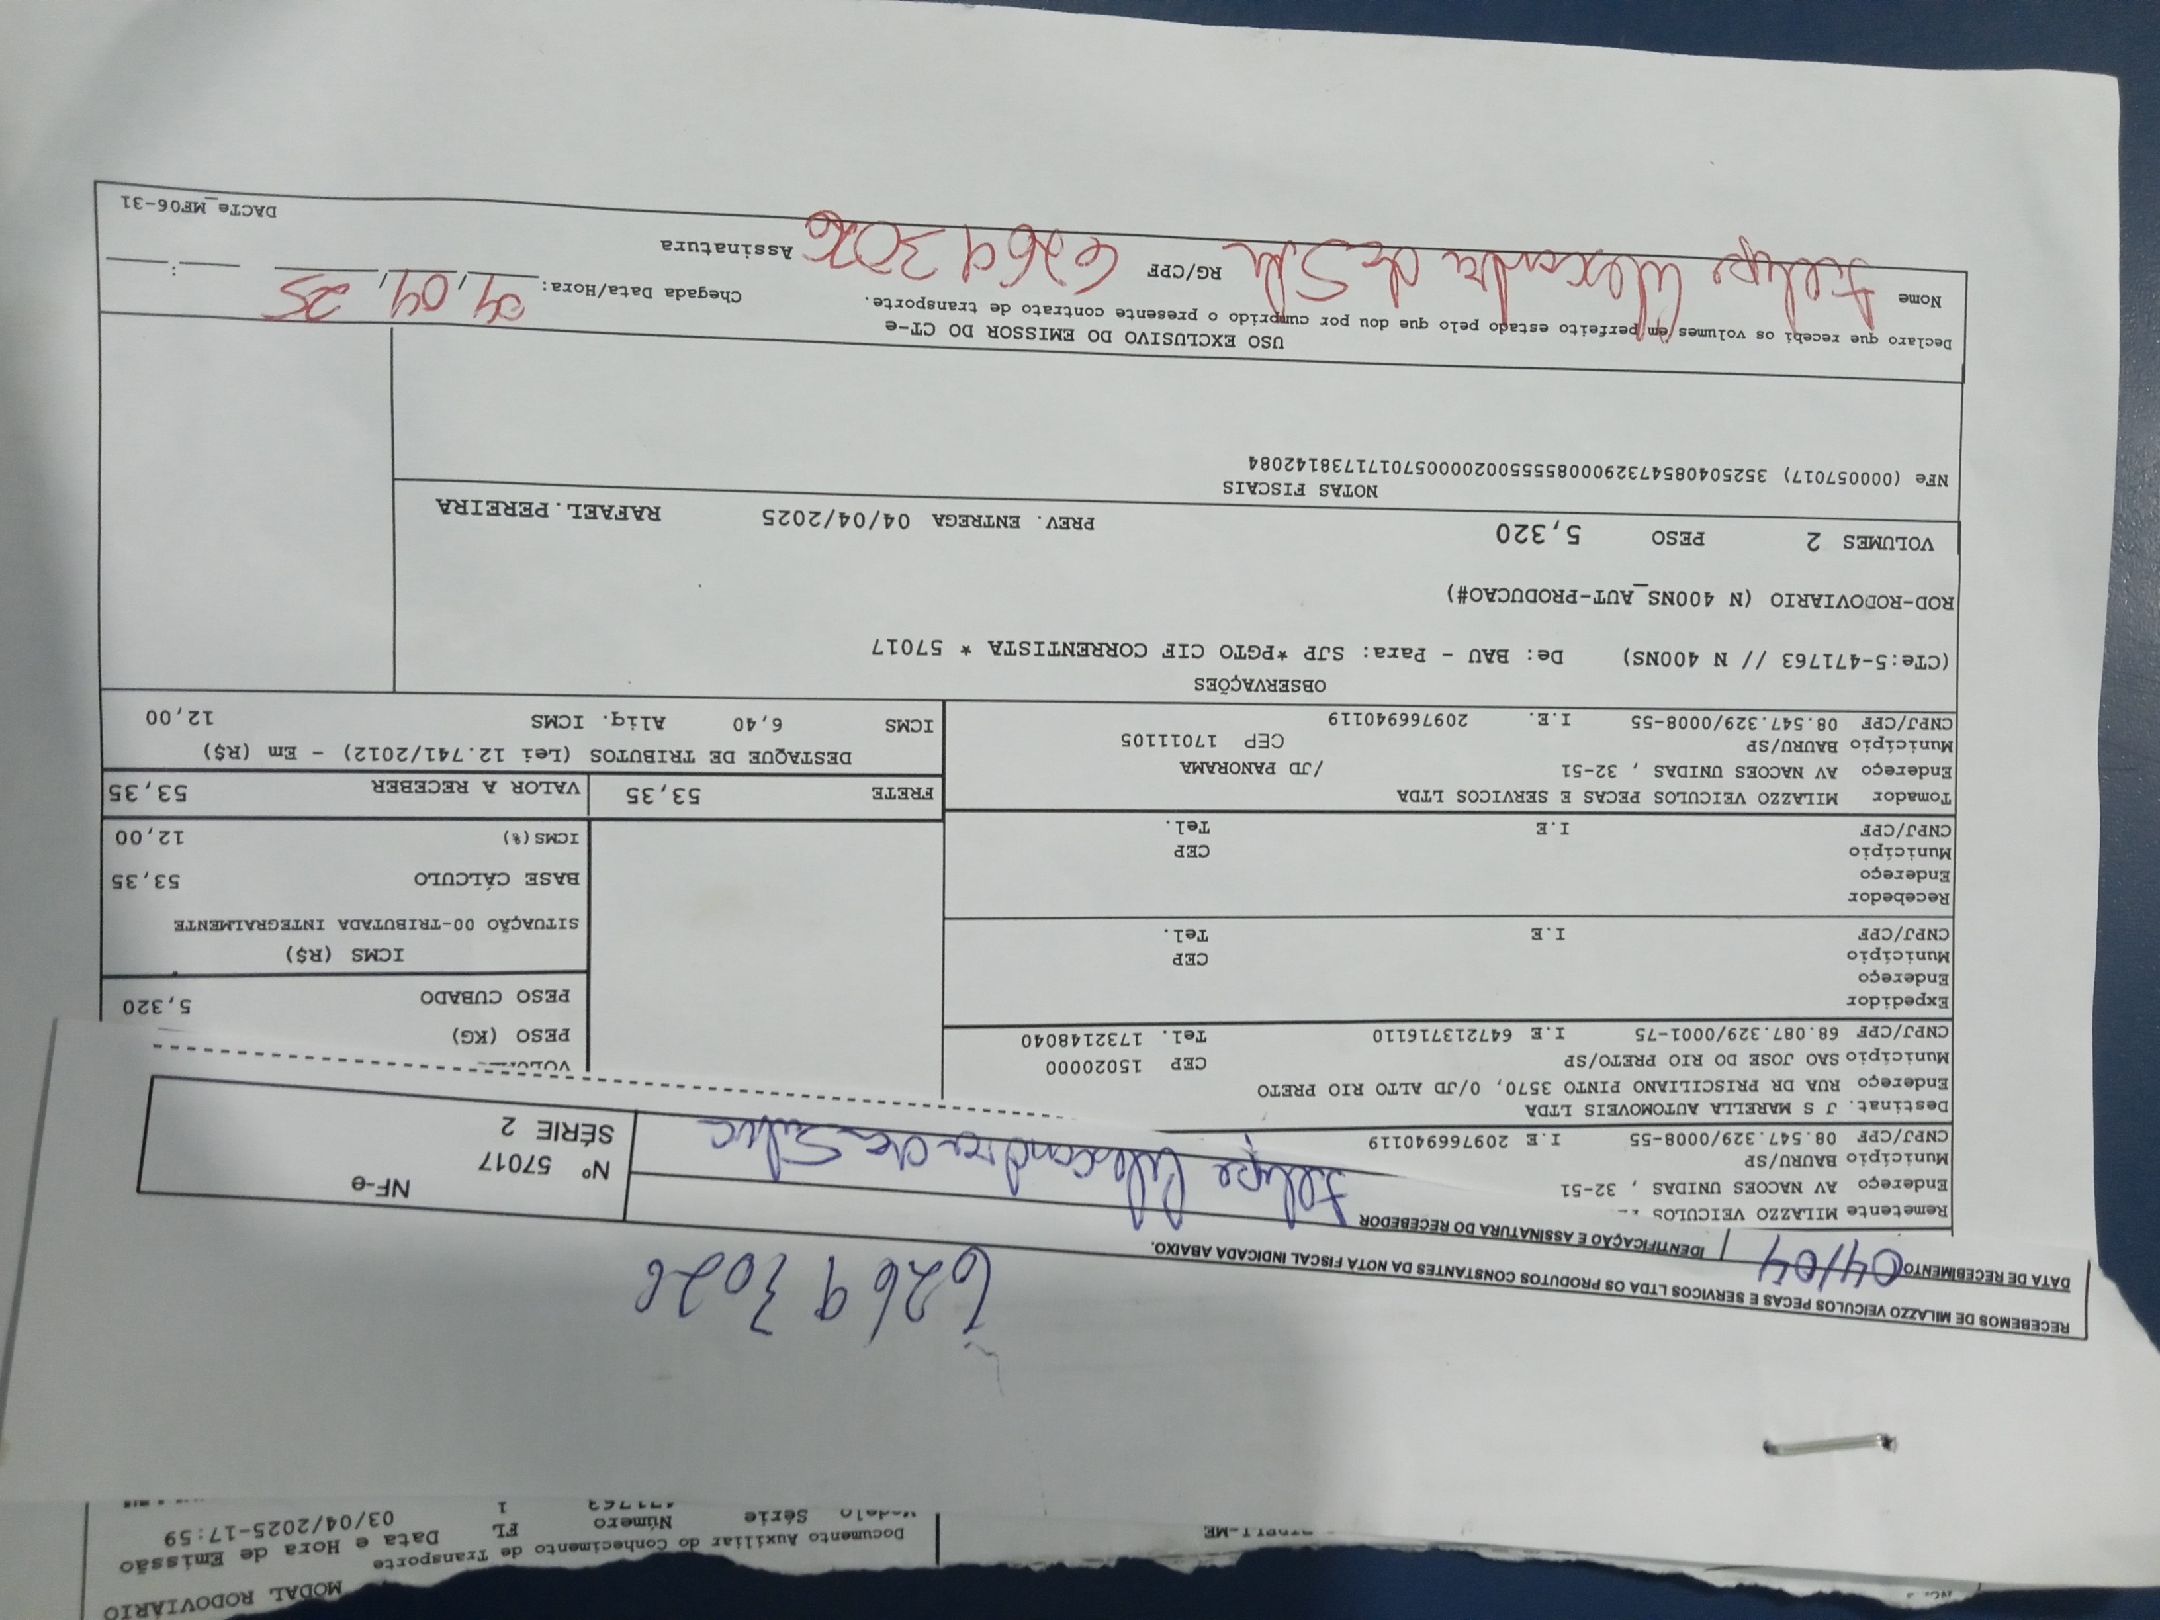 MODAL RODOVIÁRIO
Documento Auxiliar do Conhecimento de Transporte
Data e Hora de Emissão
Modelo Série Número FL 03/04/2025-17:59
471763 1
RECEBEMOS DE MILAZZO VEICULOS PECAS E SERVICOS LTDA OS PRODUTOS CONSTANTES DA NOTA FISCAL INDICADA ABAIXO.
6269 3026
DATA DE RECEBIMENTO 04/04
IDENTIFICAÇÃO E ASSINATURA DO RECEBEDOR Felipe Alexandre da Silva
NF-e
Nº 57017
SÉRIE 2
Remetente MILAZZO VEICULOS
Endereço AV NACOES UNIDAS , 32-51
Município BAURU/SP
CNPJ/CPF 08.547.329/0008-55 I.E 209766940119
Destinat. J S MARELLA AUTOMOVEIS LTDA
Endereço RUA DR PRISCILIANO PINTO 3570, 0/JD ALTO RIO PRETO
Município SAO JOSE DO RIO PRETO/SP CEP 15020000
CNPJ/CPF 68.087.329/0001-75 I.E 647213716110 Tel. 1732148040
Expedidor
Endereço
Município CEP
CNPJ/CPF I.E Tel.
Recebedor
Endereço
Município CEP
CNPJ/CPF I.E Tel.
Tomador MILAZZO VEICULOS PECAS E SERVICOS LTDA
Endereço AV NACOES UNIDAS , 32-51 /JD PANORAMA
Município BAURU/SP CEP 17011105
CNPJ/CPF 08.547.329/0008-55 I.E. 209766940119
PESO (KG)
PESO CUBADO 5,320
ICMS (R$)
SITUAÇÃO 00-TRIBUTADA INTEGRALMENTE
BASE CÁLCULO 53,35
ICMS(%) 12,00
FRETE 53,35 VALOR A RECEBER 53,35
DESTAQUE DE TRIBUTOS (Lei 12.741/2012) - Em (R$)
ICMS 6,40 Aliq. ICMS 12,00
OBSERVAÇÕES
(CTe:5-471763 // N 400NS) De: BAU - Para: SJP *PGTO CIF CORRENTISTA * 57017
ROD-RODOVIARIO (N 400NS_AUT-PRODUCAO#)
VOLUMES 2 PESO 5,320 PREV. ENTREGA 04/04/2025 RAFAEL.PEREIRA
NOTAS FISCAIS
NFe (000057017) 35250408547329000855550020000570171738142084
USO EXCLUSIVO DO EMISSOR DO CT-e
Declaro que recebi os volumes em perfeito estado pelo que dou por cumprido o presente contrato de transporte.
Chegada Data/Hora: 04/04/25 :
Nome Felipe Alexandre da Silva RG/CPF 62693026 Assinatura
DACTe_MF06-31